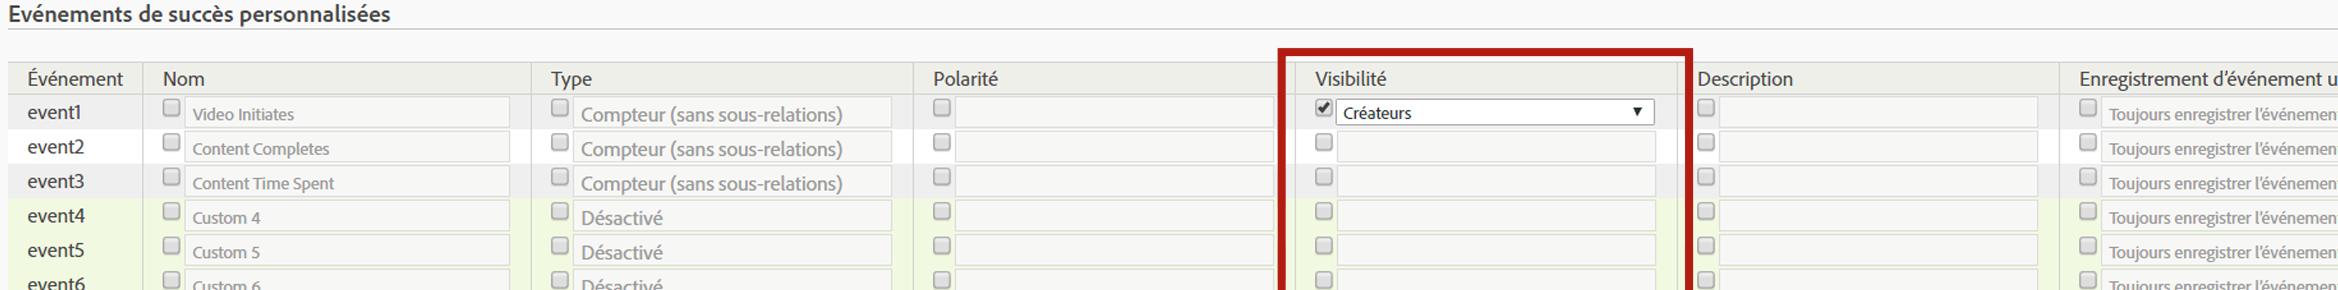 Evénements de succès personnalisées
Événement Nom Type Polarité Visibilité Description Enregistrement d'événement u
event1 Video Initiates Compteur (sans sous-relations) Créateurs Toujours enregistrer l'événemen
event2 Content Completes Compteur (sans sous-relations) Toujours enregistrer l'événemen
event3 Content Time Spent Compteur (sans sous-relations) Toujours enregistrer l'événemen
event4 Custom 4 Désactivé Toujours enregistrer l'événemen
event5 Custom 5 Désactivé Toujours enregistrer l'événemen
event6 Custom 6 Désactivé Toujours enregistrer l'événemen